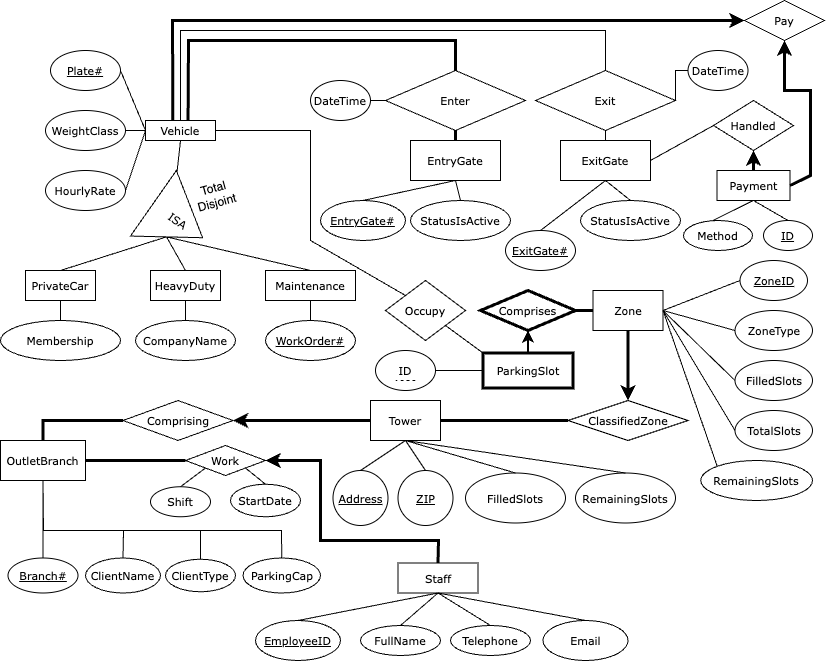 Pay
Plate#
DateTime
DateTime
Enter
Exit
WeightClass
Vehicle
Handled
EntryGate
ExitGate
HourlyRate
Total
Disjoint
ISA
Payment
EntryGate#
StatusIsActive
StatusIsActive
ExitGate#
Method
ID
PrivateCar
HeavyDuty
Maintenance
ZoneID
Occupy
Comprises
Zone
Membership
CompanyName
WorkOrder#
ZoneType
ID
ParkingSlot
FilledSlots
Comprising
Tower
ClassifiedZone
TotalSlots
OutletBranch
Work
RemainingSlots
Shift
StartDate
Address
ZIP
FilledSlots
RemainingSlots
Branch#
ClientName
ClientType
ParkingCap
Staff
EmployeeID
FullName
Telephone
Email